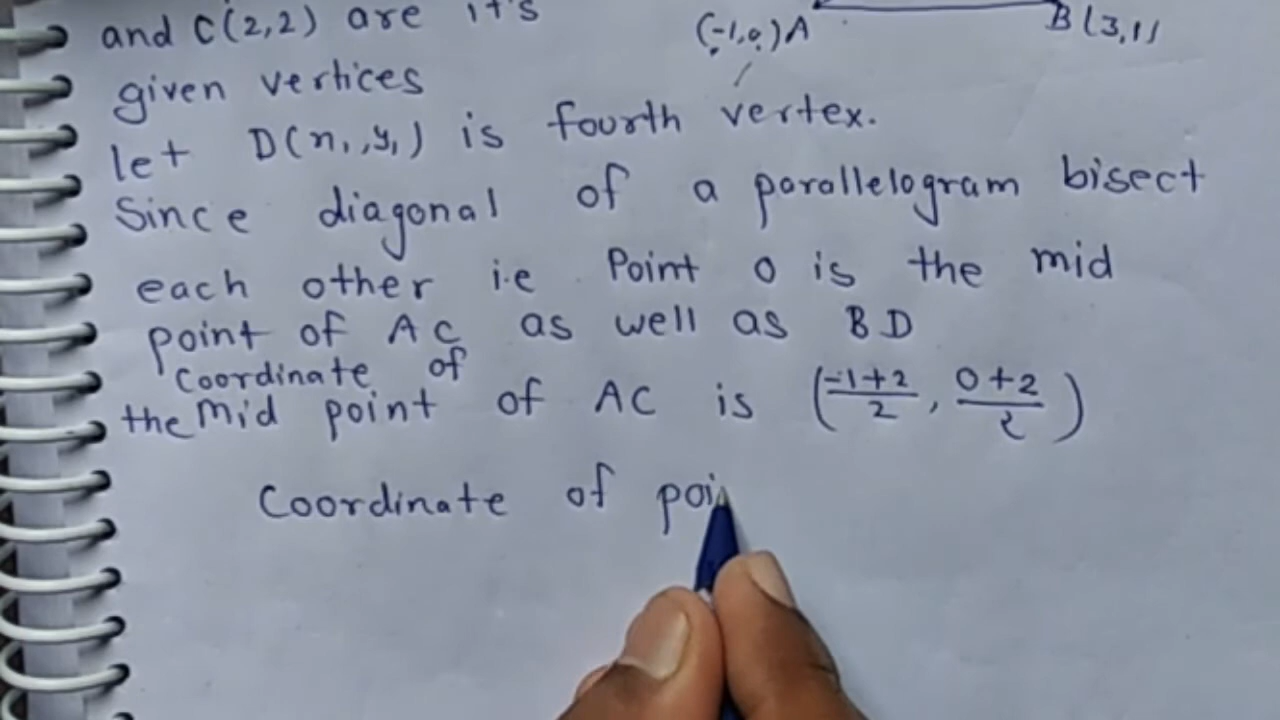 and C(2,2) are it's
(-1,0)A B(3,1)
given vertices
let D(x₁,y₁) is fourth vertex.
Since diagonal of a parallelogram bisect
each other i.e Point O is the mid
point of AC as well as BD
Coordinate of
the Mid point of AC is (-1+2/2, 0+2/2)
Coordinate of poi